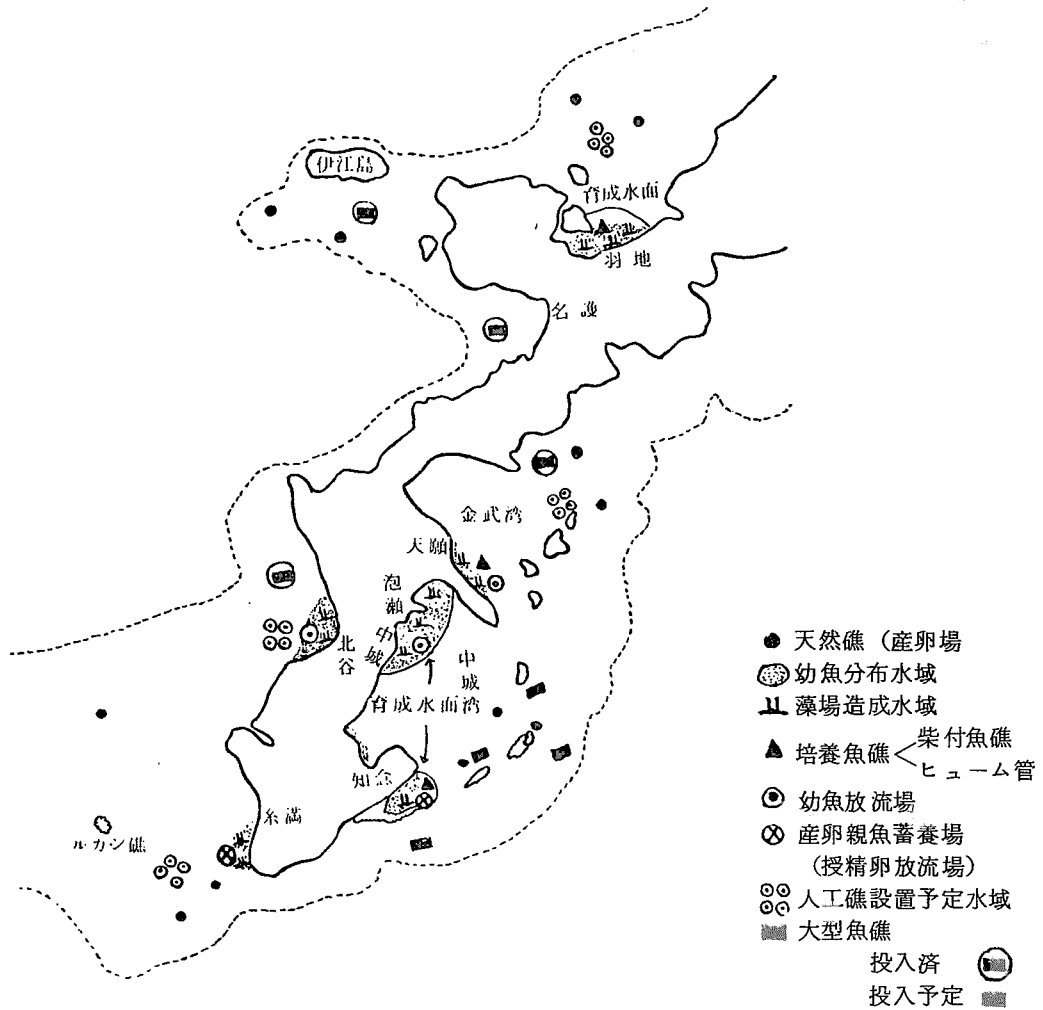 伊江島
育成水面
羽地
名護
金武湾
天願
泡瀬
中城
北谷
中城湾
育成水面
知念
糸満
ルカン礁
天然礁(産卵場
幼魚分布水域
藻場造成水域
培養魚礁<柴付魚礁
ヒューム管
幼魚放流場
産卵親魚蓄養場
(授精卵放流場)
人工礁設置予定水域
大型魚礁
投入済
投入予定